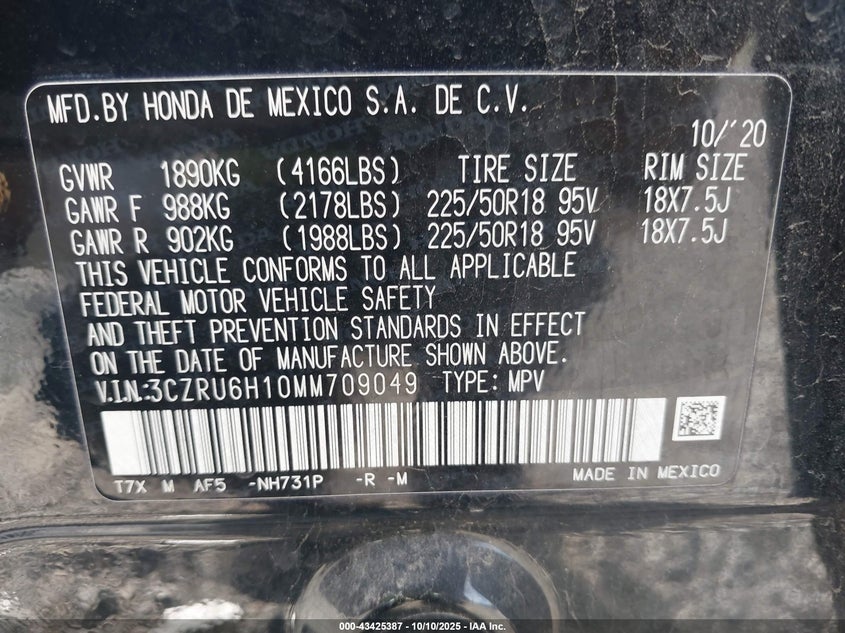 MFD.BY HONDA DE MEXICO S.A. DE C.V.
10/'20
GVWR 1890KG (4166LBS) TIRE SIZE RIM SIZE
GAWR F 988KG (2178LBS) 225/50R18 95V 18X7.5J
GAWR R 902KG (1988LBS) 225/50R18 95V 18X7.5J
THIS VEHICLE CONFORMS TO ALL APPLICABLE
FEDERAL MOTOR VEHICLE SAFETY
AND THEFT PREVENTION STANDARDS IN EFFECT
ON THE DATE OF MANUFACTURE SHOWN ABOVE.
V.I.N.:3CZRU6H10MM709049 TYPE: MPV
T7X M AF5 -NH731P -R -M MADE IN MEXICO
000-43425387 - 10/10/2025 - IAA Inc.